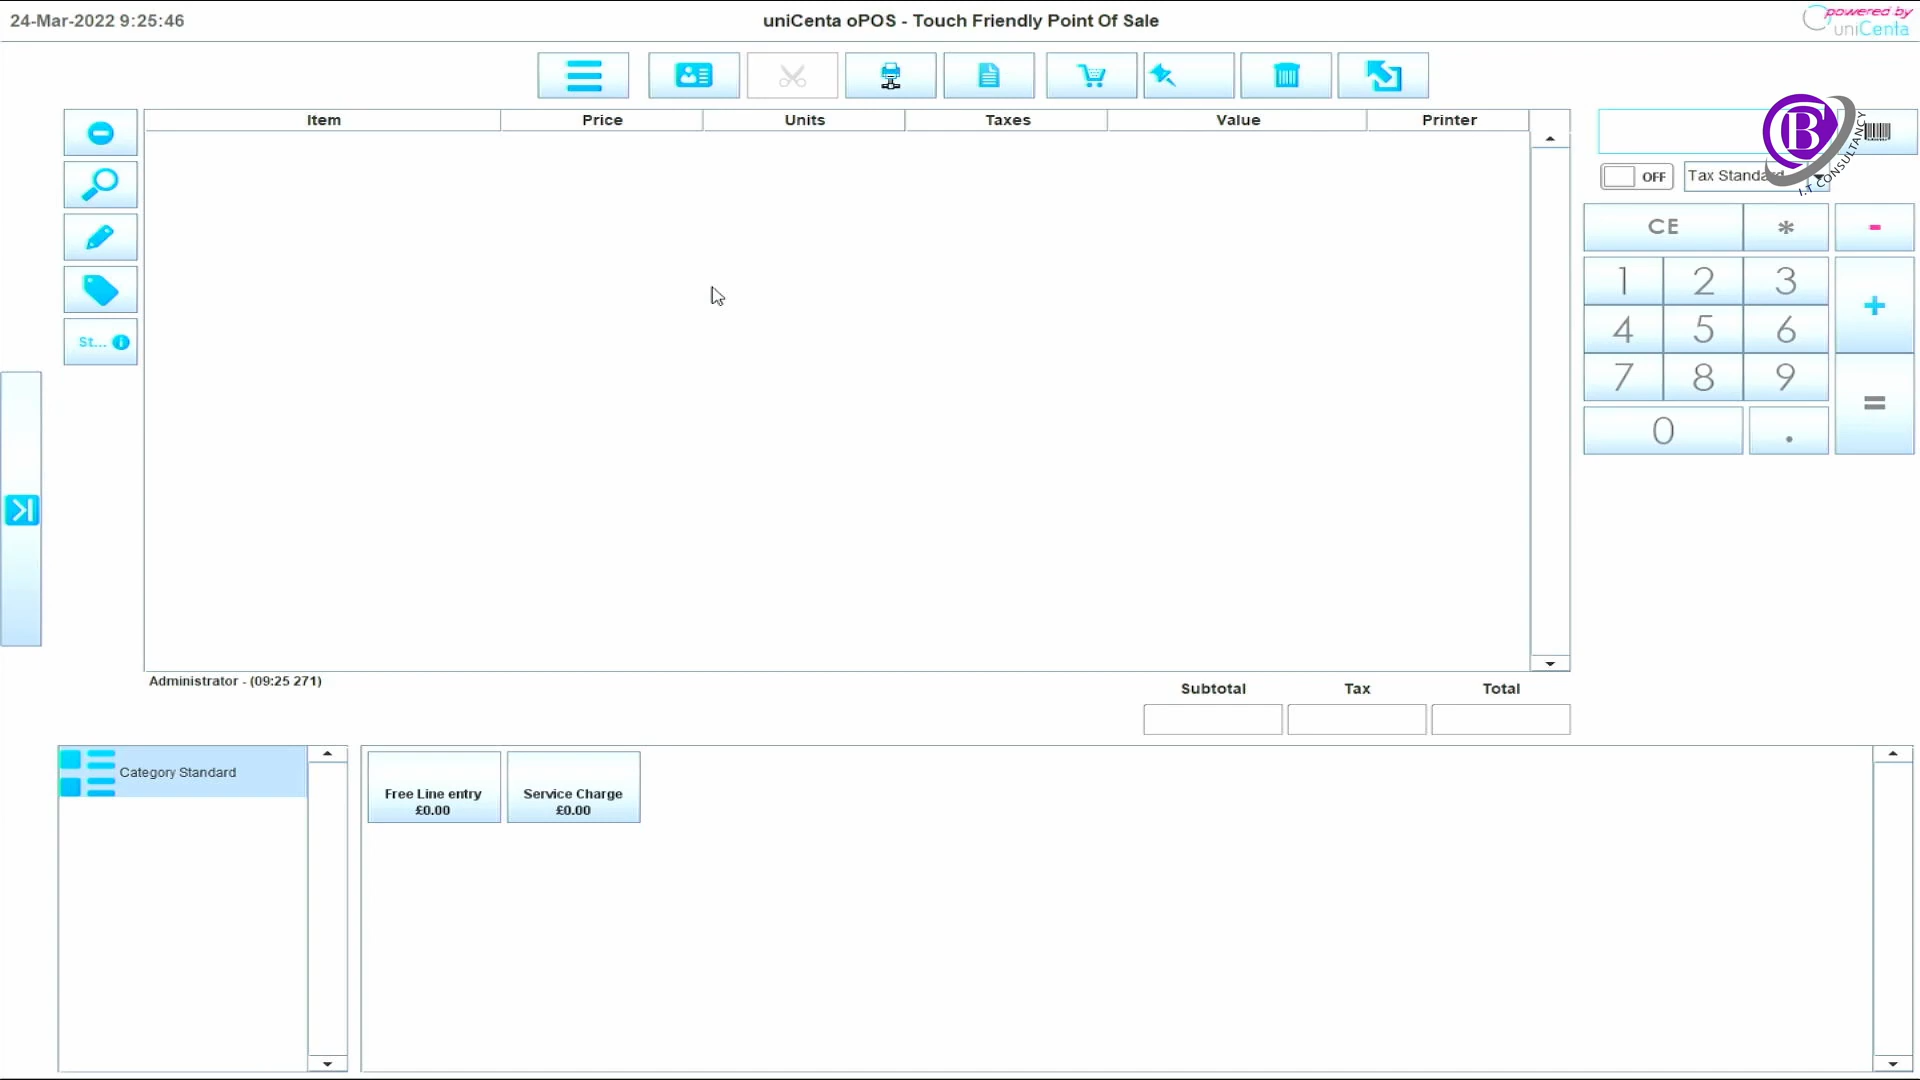 24-Mar-2022 9:25:46
uniCenta oPOS - Touch Friendly Point Of Sale
powered by
uniCenta
Item Price Units Taxes Value Printer
B
I.T CONSULTANCY
OFF
Tax Standard
CE * -
1 2 3
+
4 5 6
7 8 9
=
0 .
St...
Administrator - (09:25 271)
Subtotal Tax Total
Category Standard
Free Line entry
£0.00
Service Charge
£0.00